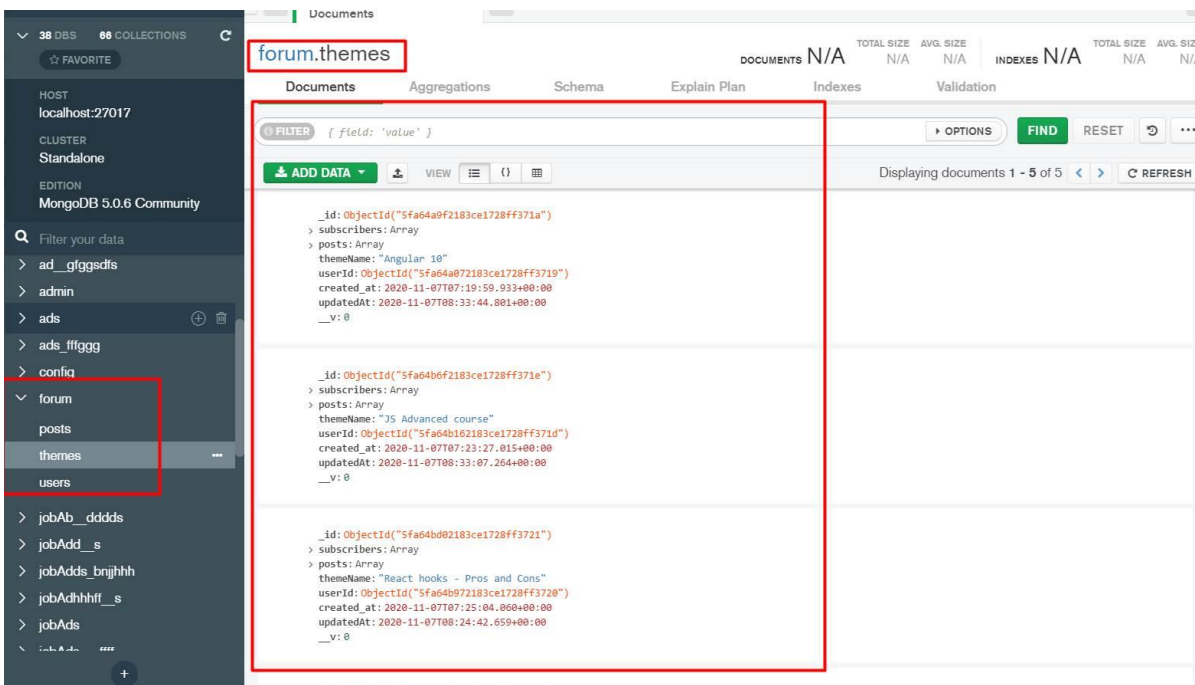 Documents
38 DBS 66 COLLECTIONS
FAVORITE
HOST
localhost:27017
CLUSTER
Standalone
EDITION
MongoDB 5.0.6 Community
Filter your data
ad__gfggsdfs
admin
ads
ads_fffggg
config
forum
posts
themes
users
jobAb__dddds
jobAdd__s
jobAdds_bnjjhhh
jobAdhhhff__s
jobAds
forum.themes
DOCUMENTS N/A TOTAL SIZE N/A AVG. SIZE N/A INDEXES N/A TOTAL SIZE N/A AVG. SIZ N/
Documents Aggregations Schema Explain Plan Indexes Validation
FILTER { field: 'value' } OPTIONS FIND RESET
ADD DATA VIEW {} Displaying documents 1 - 5 of 5 < > REFRESH
_id: ObjectId("5fa64a9f2183ce1728ff371a")
> subscribers: Array
> posts: Array
themeName: "Angular 10"
userId: ObjectId("5fa64a072183ce1728ff3719")
created_at: 2020-11-07T07:19:59.933+00:00
updatedAt: 2020-11-07T08:33:44.801+00:00
__v: 0
_id: ObjectId("5fa64b6f2183ce1728ff371e")
> subscribers: Array
> posts: Array
themeName: "JS Advanced course"
userId: ObjectId("5fa64b162183ce1728ff371d")
created_at: 2020-11-07T07:23:27.015+00:00
updatedAt: 2020-11-07T08:33:07.264+00:00
__v: 0
_id: ObjectId("5fa64bd02183ce1728ff3721")
> subscribers: Array
> posts: Array
themeName: "React hooks - Pros and Cons"
userId: ObjectId("5fa64b972183ce1728ff3720")
created_at: 2020-11-07T07:25:04.060+00:00
updatedAt: 2020-11-07T08:24:42.659+00:00
__v: 0